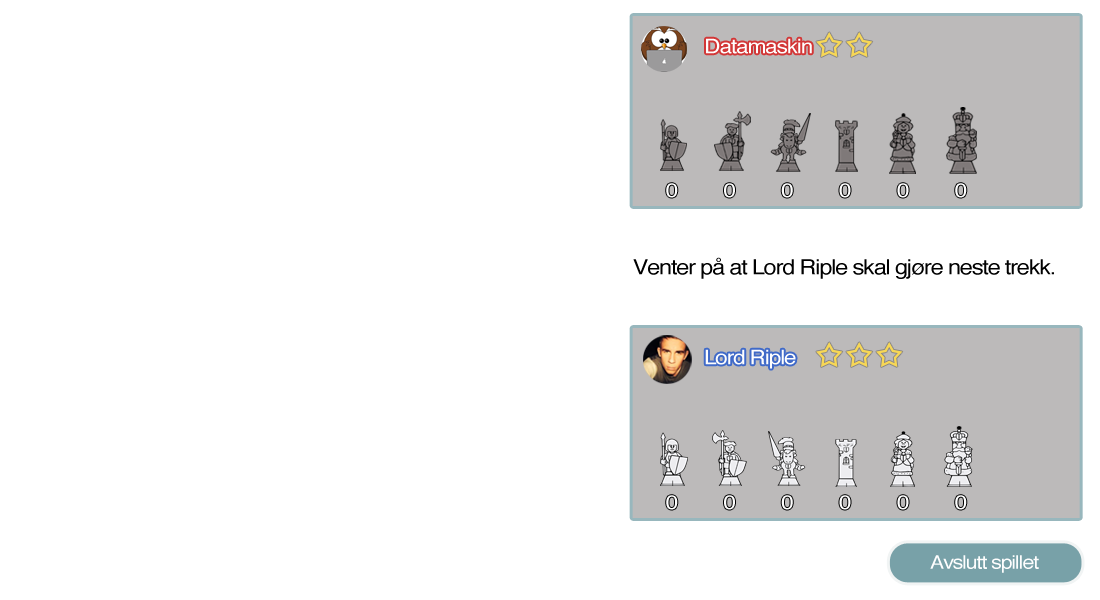 Datamaskin
0 0 0 0 0 0
Venter på at Lord Riple skal gjøre neste trekk.
Lord Riple
0 0 0 0 0 0
Avslutt spillet